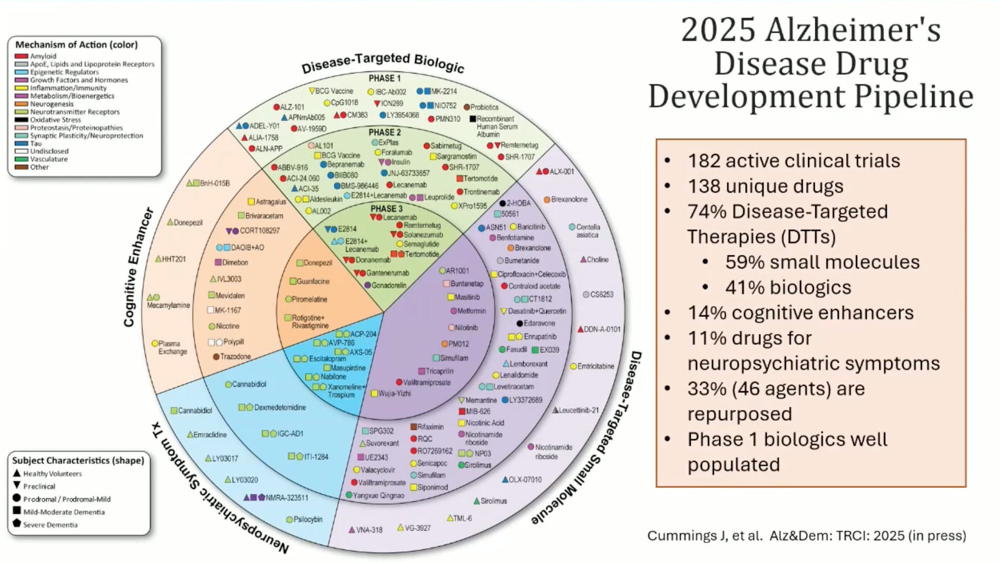 2025 Alzheimer's
Disease Drug
Development Pipeline
Mechanism of Action (color)
Amyloid
ApoE, Lipids and Lipoprotein Receptors
Epigenetic Regulators
Growth Factors and Hormones
Inflammation/Immunity
Metabolism/Bioenergetics
Neurogenesis
Neurotransmitter Receptors
Oxidative Stress
Proteostasis/Proteinopathies
Synaptic Plasticity/Neuroprotection
Tau
Undisclosed
Vasculature
Other
Disease-Targeted Biologic
PHASE 1
BCG Vaccine
IBC-Ab002
MK-2214
ALZ-101
CpG1018
ION269
NIO752
Probiotics
APNmAb005
CM383
LY3954068
PMN310
Recombinant
Human Serum
Albumin
ADEL-Y01
AV-1959D
ALIA-1758
ALN-APP
Remternetug
SHR-1707
PHASE 2
AL101
ExPlas
Sabirnetug
BCG Vaccine
Foralumab
Sargramostim
ABBV-916
Bepranemab
Insulin
SHR-1707
ACI-24.060
BIIB080
JNJ-63733657
Tertomotide
ACI-35
BMS-986446
Lecanemab
Trontinemab
Aldesleukin
E2814+Lecanemab
Leuprolide
XPro1595
AL002
PHASE 3
Lecanemab
E2814
Remternetug
Solanezumab
E2814+
Lecanemab
Semaglutide
Tertomotide
Donanemab
Gantenerumab
Gonadorelin
Cognitive Enhancer
BnH-015B
Donepezil
HHT201
Mecamylamine
Plasma
Exchange
Astragalus
Brivaracetam
CORT108297
DAOIB+AO
Dimebon
IVL3003
Mevidalen
MK-1167
Nicotine
Polypill
Trazodone
Donepezil
Guanfacine
Piromelatine
Rotigotine+
Rivastigmine
Neuropsychiatric Symptom Tx
ACP-204
AVP-786
AXS-05
Escitalopram
Masupirdine
Nabilone
Xanomeline+
Trospium
Cannabidiol
Dexmedetomidine
IGC-AD1
ITI-1284
Cannabidiol
Emraclidine
LY03017
LY03020
NMRA-323511
Psilocybin
Disease-Targeted Small Molecule
AR1001
Buntanetap
Masitinib
Metformin
Nilotinib
PM012
Simufilam
Tricaprilin
Valiltramiprosate
Wujia-Yizhi
2-HOBA
50561
ASN51
Baricitinib
Benfotiamine
Brexanolone
Bumetanide
Ciprofloxacin+Celecoxib
Contraloid acetate
CT1812
Dasatinib+Quercetin
Edaravone
Enrupatinib
Fasudil
EX039
Lemborexant
Lenalidomide
Levetiracetam
Memantine
LY3372689
MIB-626
Nicotinic Acid
Nicotinamide
riboside
NP03
Sirolimus
Rifaximin
RQC
RO7269162
Senicapoc
Simufilam
Siponimod
SPG302
Suvorexant
UE2343
Valacyclovir
Valiltramiprosate
Yangxue Qingnao
ALX-001
Brexanolone
Centella
asiatica
Choline
CS6253
DDN-A-0101
Emtricitabine
Leucettinib-21
Nicotinamide
riboside
OLX-07010
Sirolimus
TML-6
VG-3927
VNA-318
Subject Characteristics (shape)
Healthy Volunteers
Preclinical
Prodromal / Prodromal-Mild
Mild-Moderate Dementia
Severe Dementia
• 182 active clinical trials
• 138 unique drugs
• 74% Disease-Targeted
Therapies (DTTs)
• 59% small molecules
• 41% biologics
• 14% cognitive enhancers
• 11% drugs for
neuropsychiatric symptoms
• 33% (46 agents) are
repurposed
• Phase 1 biologics well
populated
Cummings J, et al. Alz&Dem: TRCI: 2025 (in press)